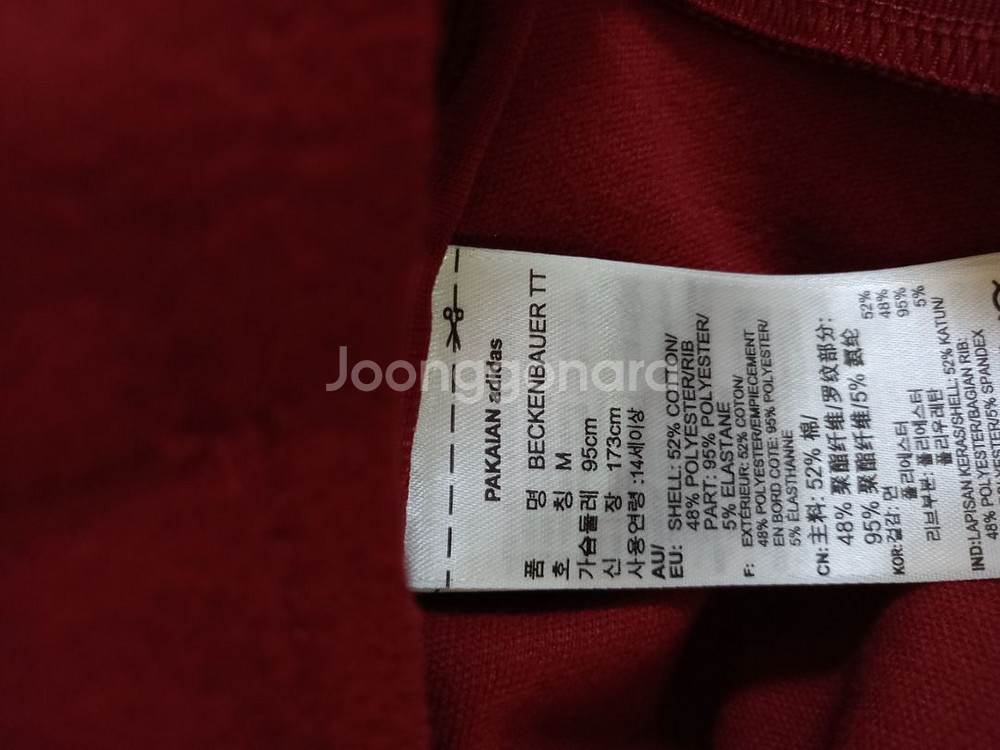 PAKAIAN adidas
품 명 BECKENBAUER TT
호 칭 M
가슴둘레 95cm
신 장 173cm
사용연령 :14세이상
AU/
EU: SHELL: 52% COTTON/
48% POLYESTER/RIB
PART: 95% POLYESTER/
5% ELASTANE
F: EXTÉRIEUR: 52% COTON/
48% POLYESTER/EMPIECEMENT
EN BORD COTE: 95% POLYESTER/
5% ÉLASTHANNE
CN: 主料: 52% 棉/
48% 聚酯纤维/罗纹部分:
95% 聚酯纤维/5% 氨纶
KOR:겉감: 면 52%
폴리에스터 48%
리브부분: 폴리에스터 95%
폴리우레탄 5%
IND:LAPISAN KERAS/SHELL: 52% KATUN/
48% POLYESTER/BAGIAN RIB:
POLYESTER/5% SPANDEX
Joonggonara